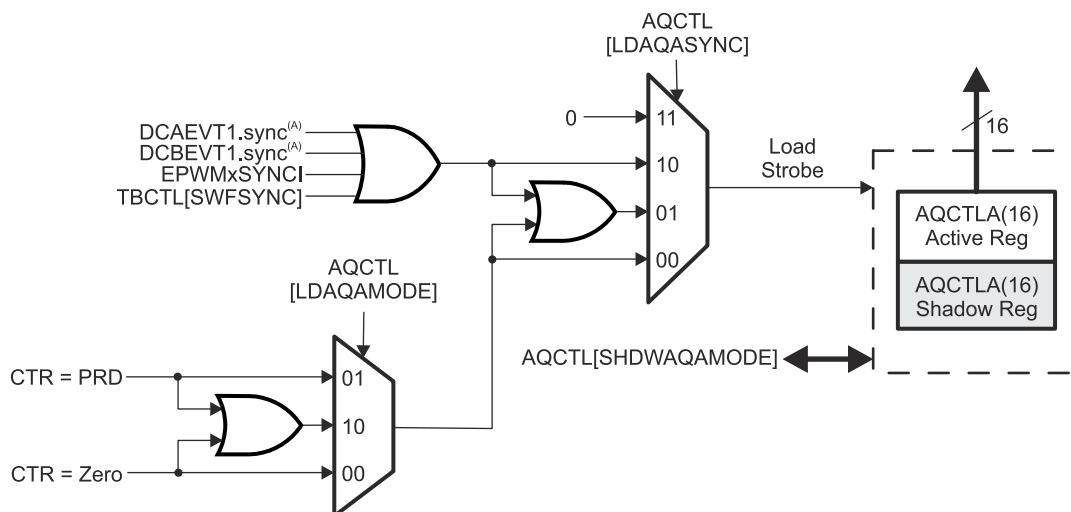 AQCTL
[LDAQASYNC]
0
11
16
DCAEVT1.sync(A)
DCBEVT1.sync(A)
EPWMxSYNCI
TBCTL[SWFSYNC]
10
Load
Strobe
01
AQCTLA(16)
Active Reg
00
AQCTL
[LDAQAMODE]
AQCTLA(16)
Shadow Reg
AQCTL[SHDWAQAMODE]
CTR = PRD
01
10
CTR = Zero
00